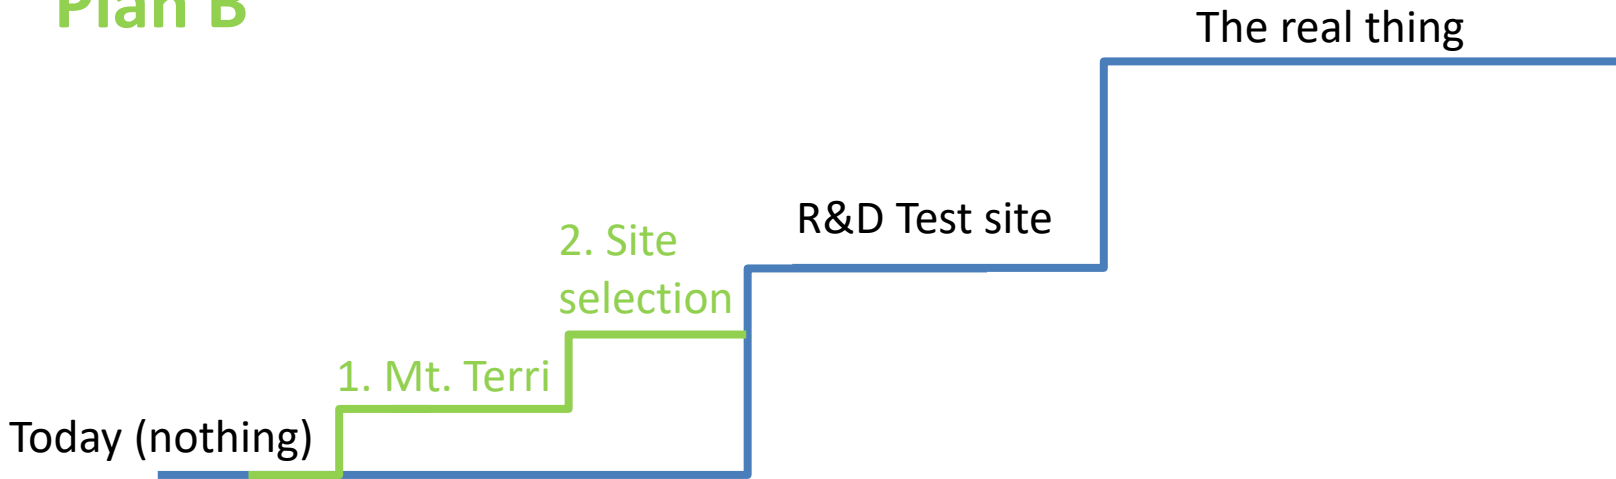 Plan B
The real thing
R&D Test site
2. Site
selection
1. Mt. Terri
Today (nothing)